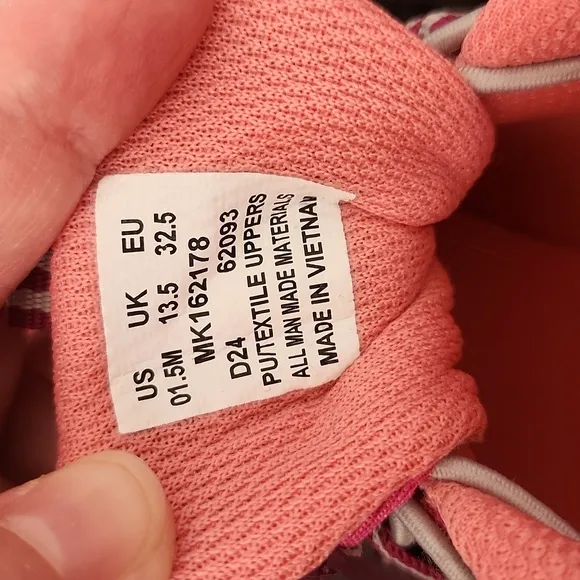 US UK EU
01.5M 13.5 32.5
MK162178
D24 62093
PU/TEXTILE UPPERS
ALL MAN MADE MATERIALS
MADE IN VIETNAM